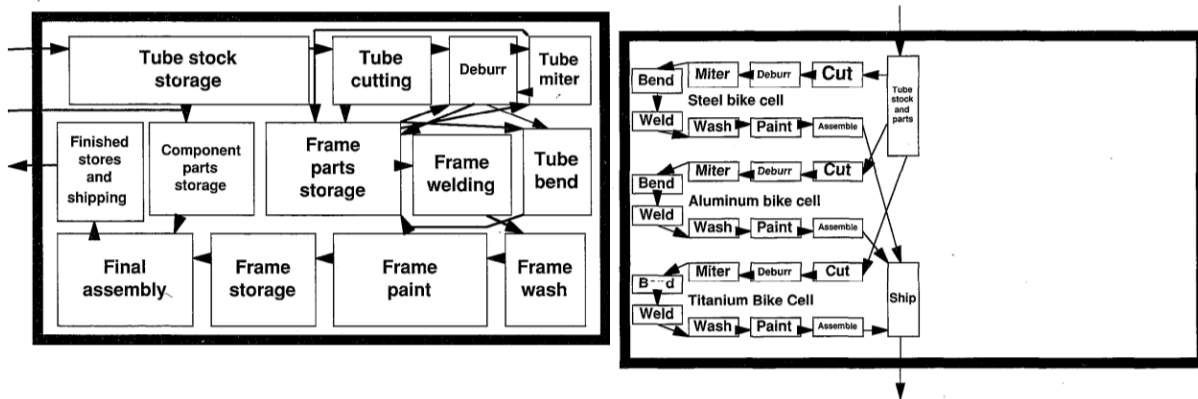 Tube stock
storage
Tube
cutting
Deburr
Tube
miter
Finished
stores
and
shipping
Component
parts
storage
Frame
parts
storage
Frame
welding
Tube
bend
Final
assembly
Frame
storage
Frame
paint
Frame
wash
Bend
Miter
Deburr
Cut
Tube
stock
and
parts
Steel bike cell
Weld
Wash
Paint
Assemble
Bend
Miter
Deburr
Cut
Aluminum bike cell
Weld
Wash
Paint
Assemble
Miter
Deburr
Cut
Titanium Bike Cell
Weld
Wash
Paint
Assemble
Ship